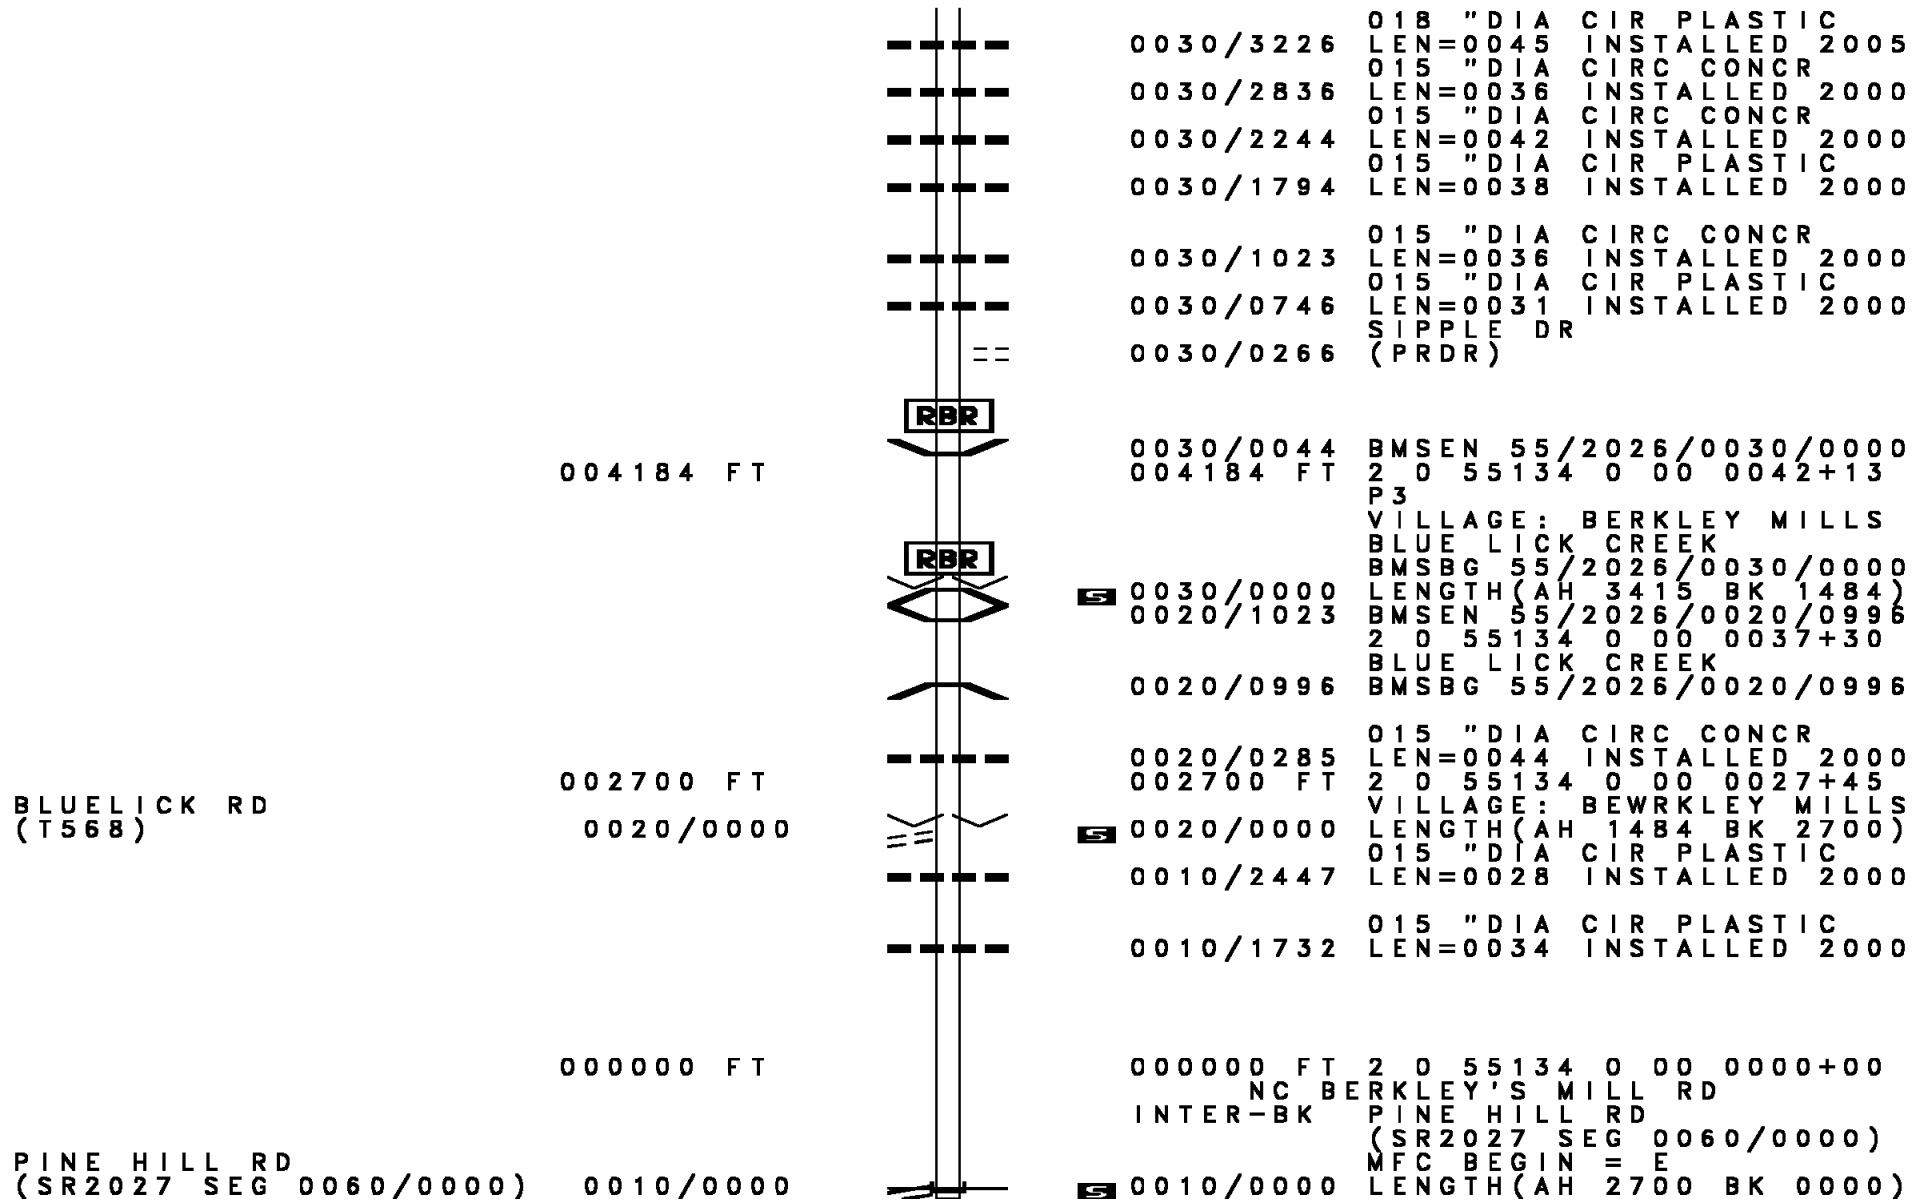 018 "DIA CIR PLASTIC
0030/3226 LEN=0045 INSTALLED 2005
015 "DIA CIRC CONCR
0030/2836 LEN=0036 INSTALLED 2000
015 "DIA CIRC CONCR
0030/2244 LEN=0042 INSTALLED 2000
015 "DIA CIR PLASTIC
0030/1794 LEN=0038 INSTALLED 2000
015 "DIA CIRC CONCR
0030/1023 LEN=0036 INSTALLED 2000
015 "DIA CIR PLASTIC
0030/0746 LEN=0031 INSTALLED 2000
SIPPLE DR
0030/0266 (PRDR)
RBR
0030/0044 BMSEN 55/2026/0030/0000
004184 FT 004184 FT 2 0 55134 0 00 0042+13
P3
VILLAGE: BERKLEY MILLS
BLUE LICK CREEK
RBR
BMSBG 55/2026/0030/0000
S 0030/0000 LENGTH(AH 3415 BK 1484)
0020/1023 BMSEN 55/2026/0020/0996
2 0 55134 0 00 0037+30
BLUE LICK CREEK
0020/0996 BMSBG 55/2026/0020/0996
015 "DIA CIRC CONCR
0020/0285 LEN=0044 INSTALLED 2000
002700 FT 002700 FT 2 0 55134 0 00 0027+45
BLUELICK RD VILLAGE: BEWRKLEY MILLS
(T568) 0020/0000 S 0020/0000 LENGTH(AH 1484 BK 2700)
015 "DIA CIR PLASTIC
0010/2447 LEN=0028 INSTALLED 2000
015 "DIA CIR PLASTIC
0010/1732 LEN=0034 INSTALLED 2000
000000 FT 000000 FT 2 0 55134 0 00 0000+00
NC BERKLEY'S MILL RD
INTER-BK PINE HILL RD
(SR2027 SEG 0060/0000)
PINE HILL RD MFC BEGIN = E
(SR2027 SEG 0060/0000) 0010/0000 S 0010/0000 LENGTH(AH 2700 BK 0000)